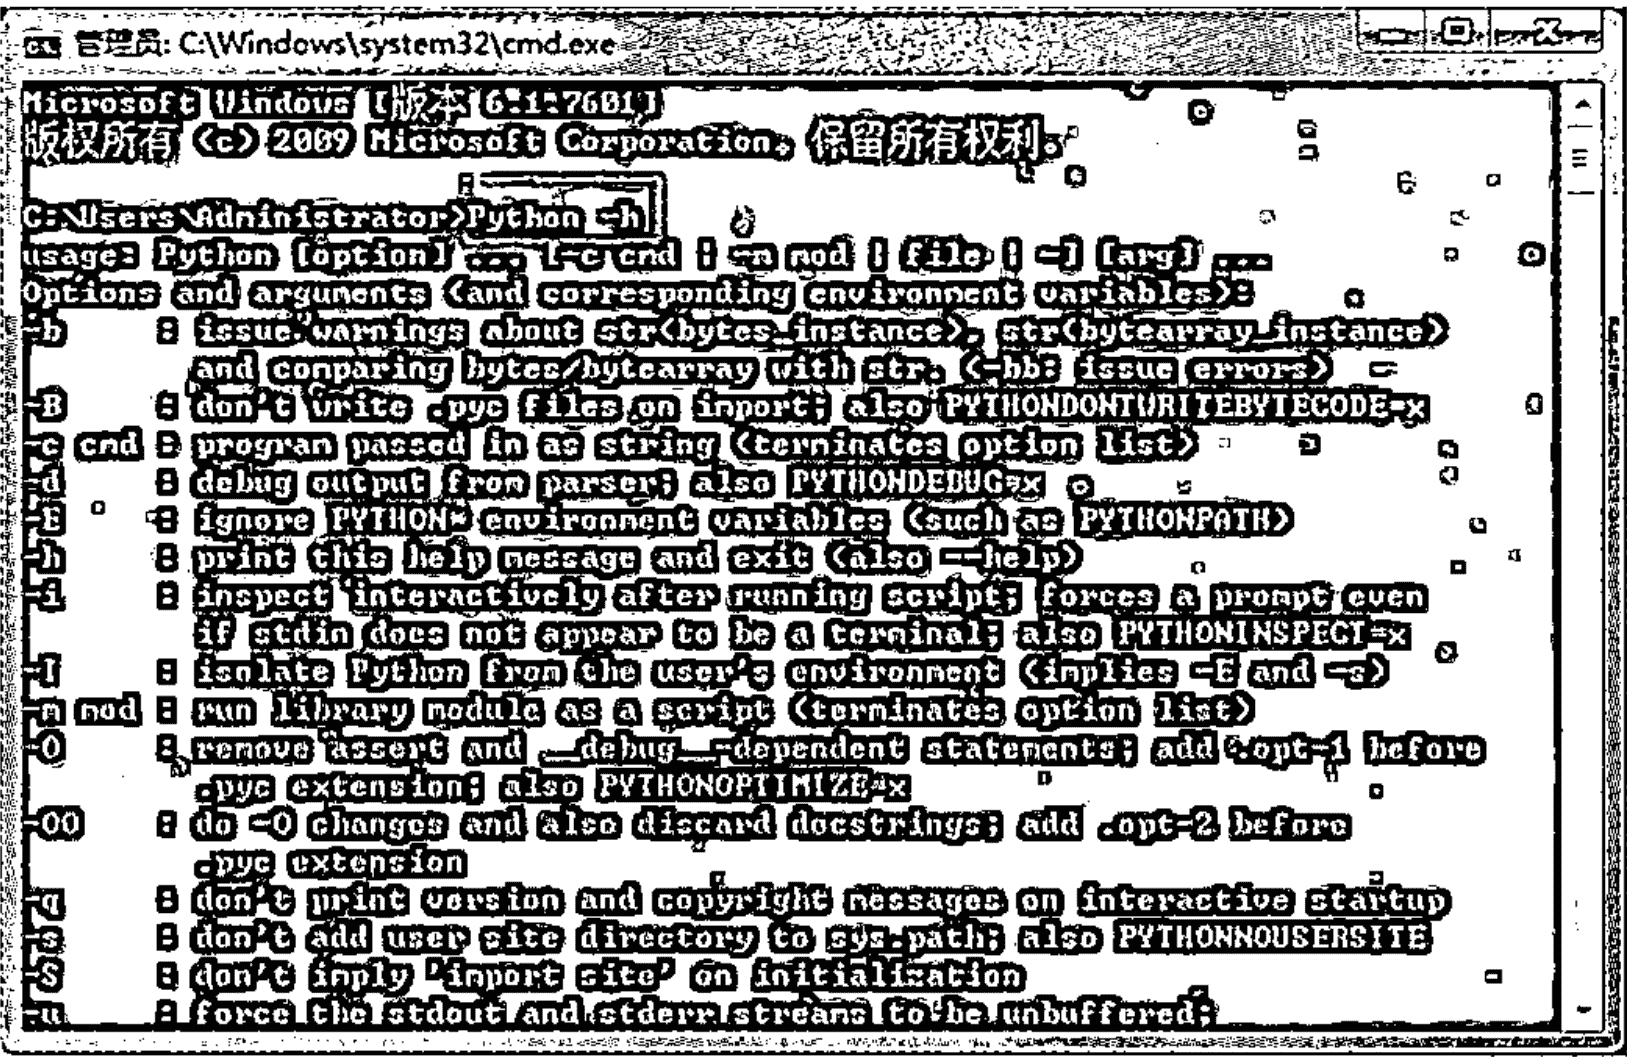 管理员: C:\Windows\system32\cmd.exe
Microsoft Windows [版本 6.1.7601]
版权所有 (c) 2009 Microsoft Corporation。保留所有权利。
C:\Users\Administrator>Python -h
usage: Python [option] ... [-c cmd | -m mod | file | -] [arg] ...
Options and arguments (and corresponding environment variables):
-b : issue warnings about str(bytes_instance), str(bytearray_instance)
and comparing bytes/bytearray with str. (-bb: issue errors)
-B : don't write .pyc files on import; also PYTHONDONTWRITEBYTECODE=x
-c cmd : program passed in as string (terminates option list)
-d : debug output from parser; also PYTHONDEBUG=x
-E : ignore PYTHON* environment variables (such as PYTHONPATH)
-h : print this help message and exit (also --help)
-i : inspect interactively after running script; forces a prompt even
if stdin does not appear to be a terminal; also PYTHONINSPECT=x
-I : isolate Python from the user's environment (implies -E and -s)
-m mod : run library module as a script (terminates option list)
-O : remove assert and __debug__-dependent statements; add .opt-1 before
.pyc extension; also PYTHONOPTIMIZE=x
-OO : do -O changes and also discard docstrings; add .opt-2 before
.pyc extension
-q : don't print version and copyright messages on interactive startup
-s : don't add user site directory to sys.path; also PYTHONNOUSERSITE
-S : don't imply 'import site' on initialization
-u : force the stdout and stderr streams to be unbuffered;